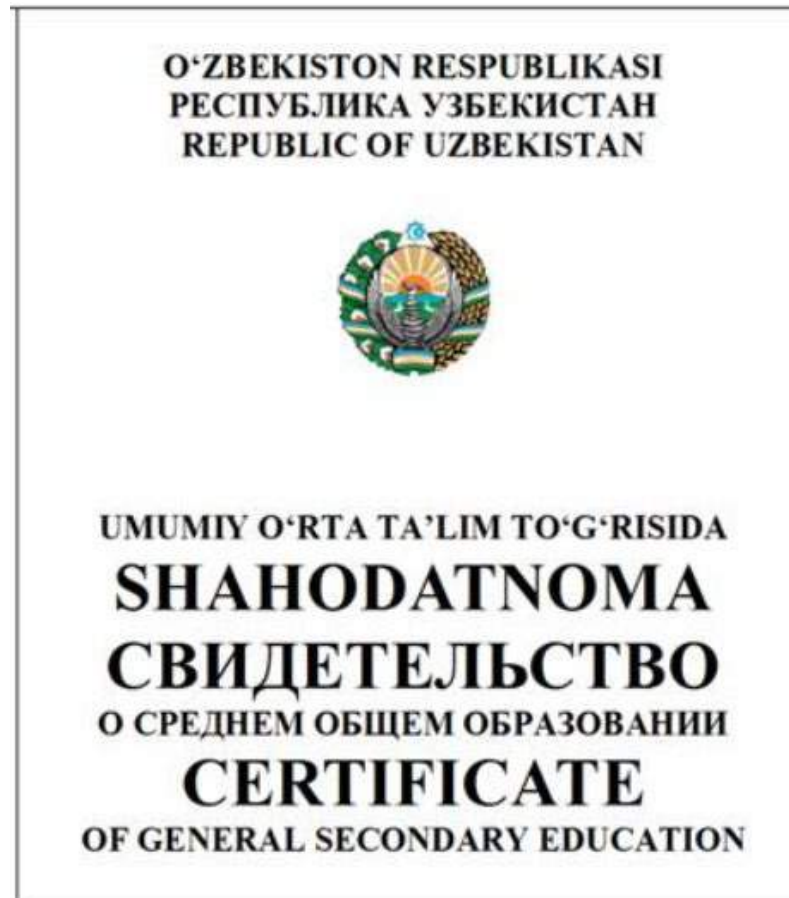 O‘ZBEKISTON RESPUBLIKASI
РЕСПУБЛИКА УЗБЕКИСТАН
REPUBLIC OF UZBEKISTAN
UMUMIY O‘RTA TA’LIM TO‘G‘RISIDA
SHAHODATNOMA
СВИДЕТЕЛЬСТВО
О СРЕДНЕМ ОБЩЕМ ОБРАЗОВАНИИ
CERTIFICATE
OF GENERAL SECONDARY EDUCATION